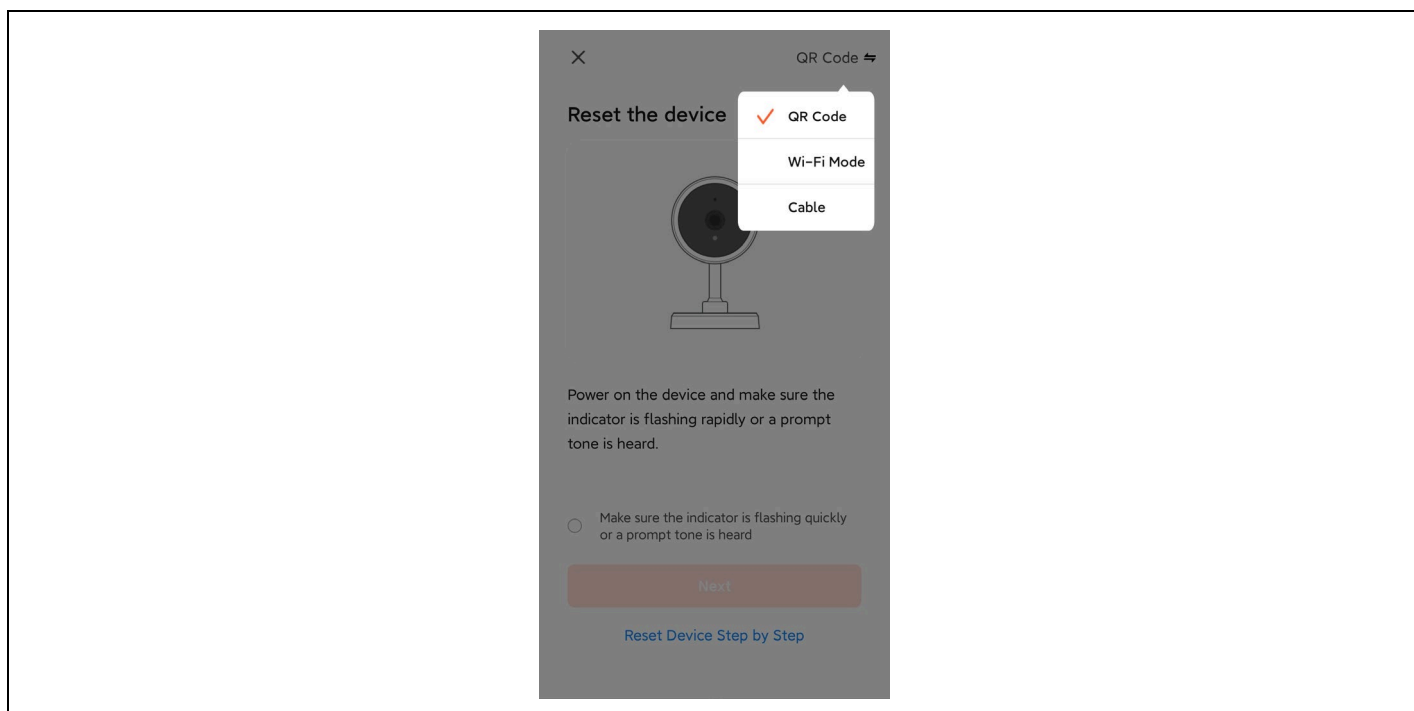 QR Code
Reset the device
QR Code
Wi-Fi Mode
Cable
Power on the device and make sure the
indicator is flashing rapidly or a prompt
tone is heard.
Make sure the indicator is flashing quickly
or a prompt tone is heard
Next
Reset Device Step by Step